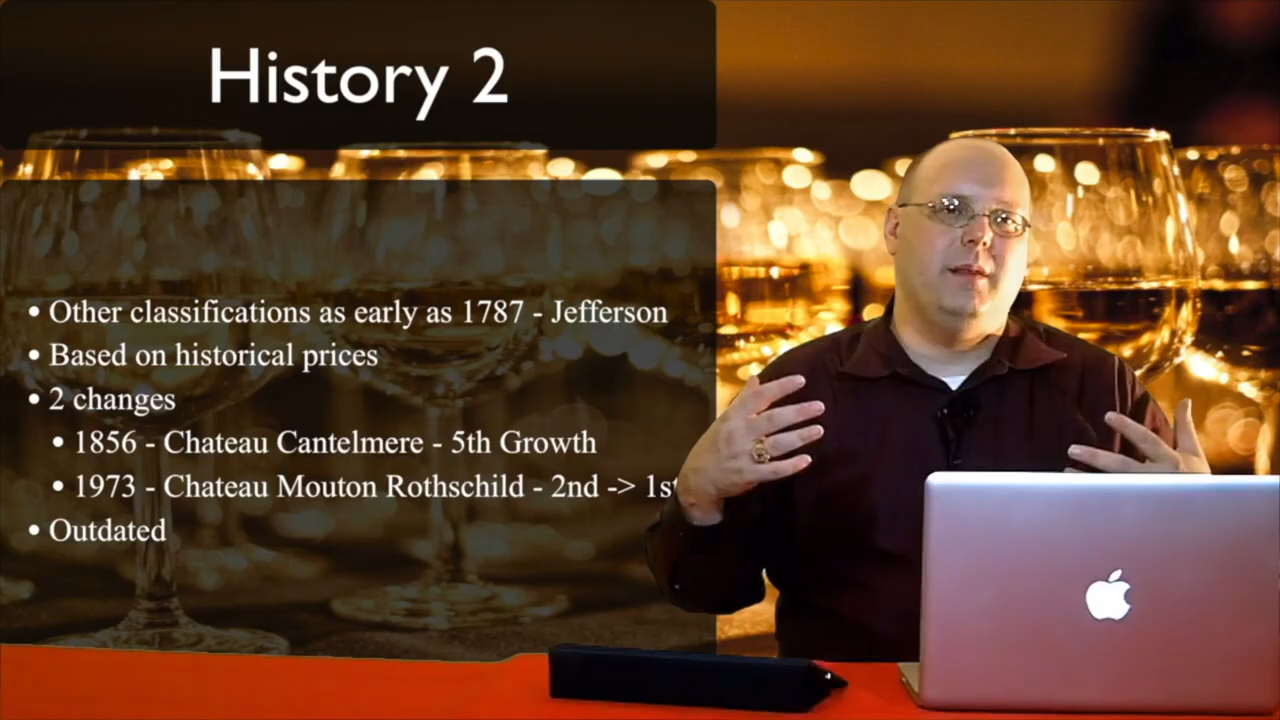 History 2
• Other classifications as early as 1787 - Jefferson
• Based on historical prices
• 2 changes
• 1856 - Chateau Cantelmere - 5th Growth
• 1973 - Chateau Mouton Rothschild - 2nd -> 1st
• Outdated